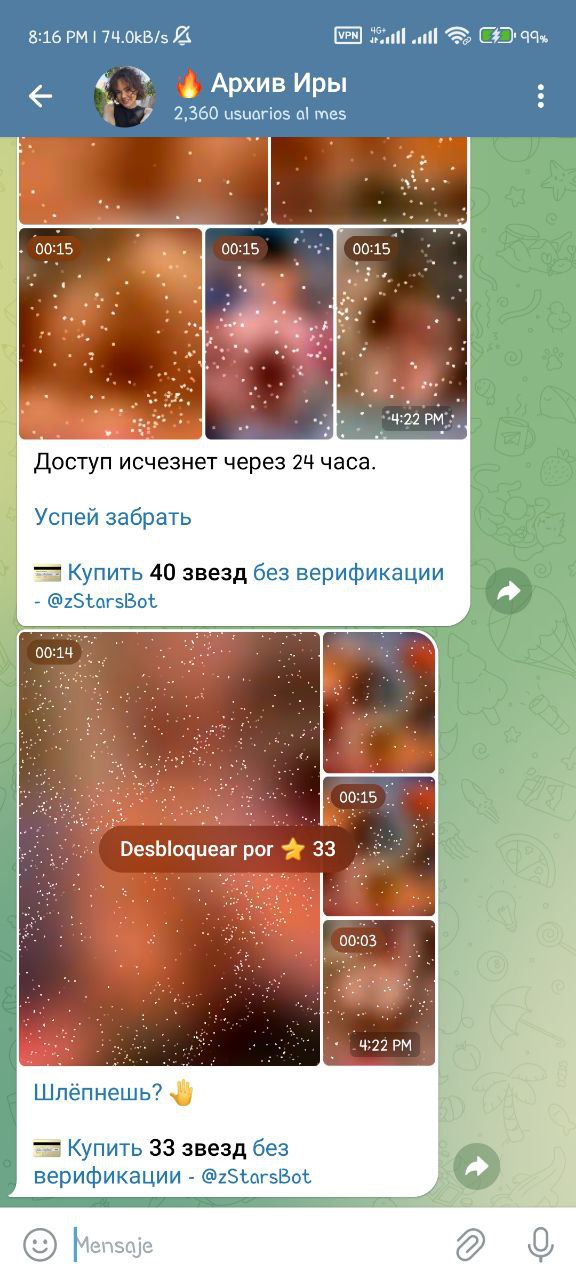 8:16 PM | 74.0kB/s
VPN 4G+ 99%
🔥 Архив Иры
2,360 usuarios al mes
00:15 00:15 00:15
4:22 PM
Доступ исчезнет через 24 часа.
Успей забрать
💳 Купить 40 звезд без верификации
- @zStarsBot
00:14
00:15
Desbloquear por ⭐ 33
00:03
4:22 PM
Шлёпнешь? 🤚
💳 Купить 33 звезд без
верификации - @zStarsBot
Mensaje